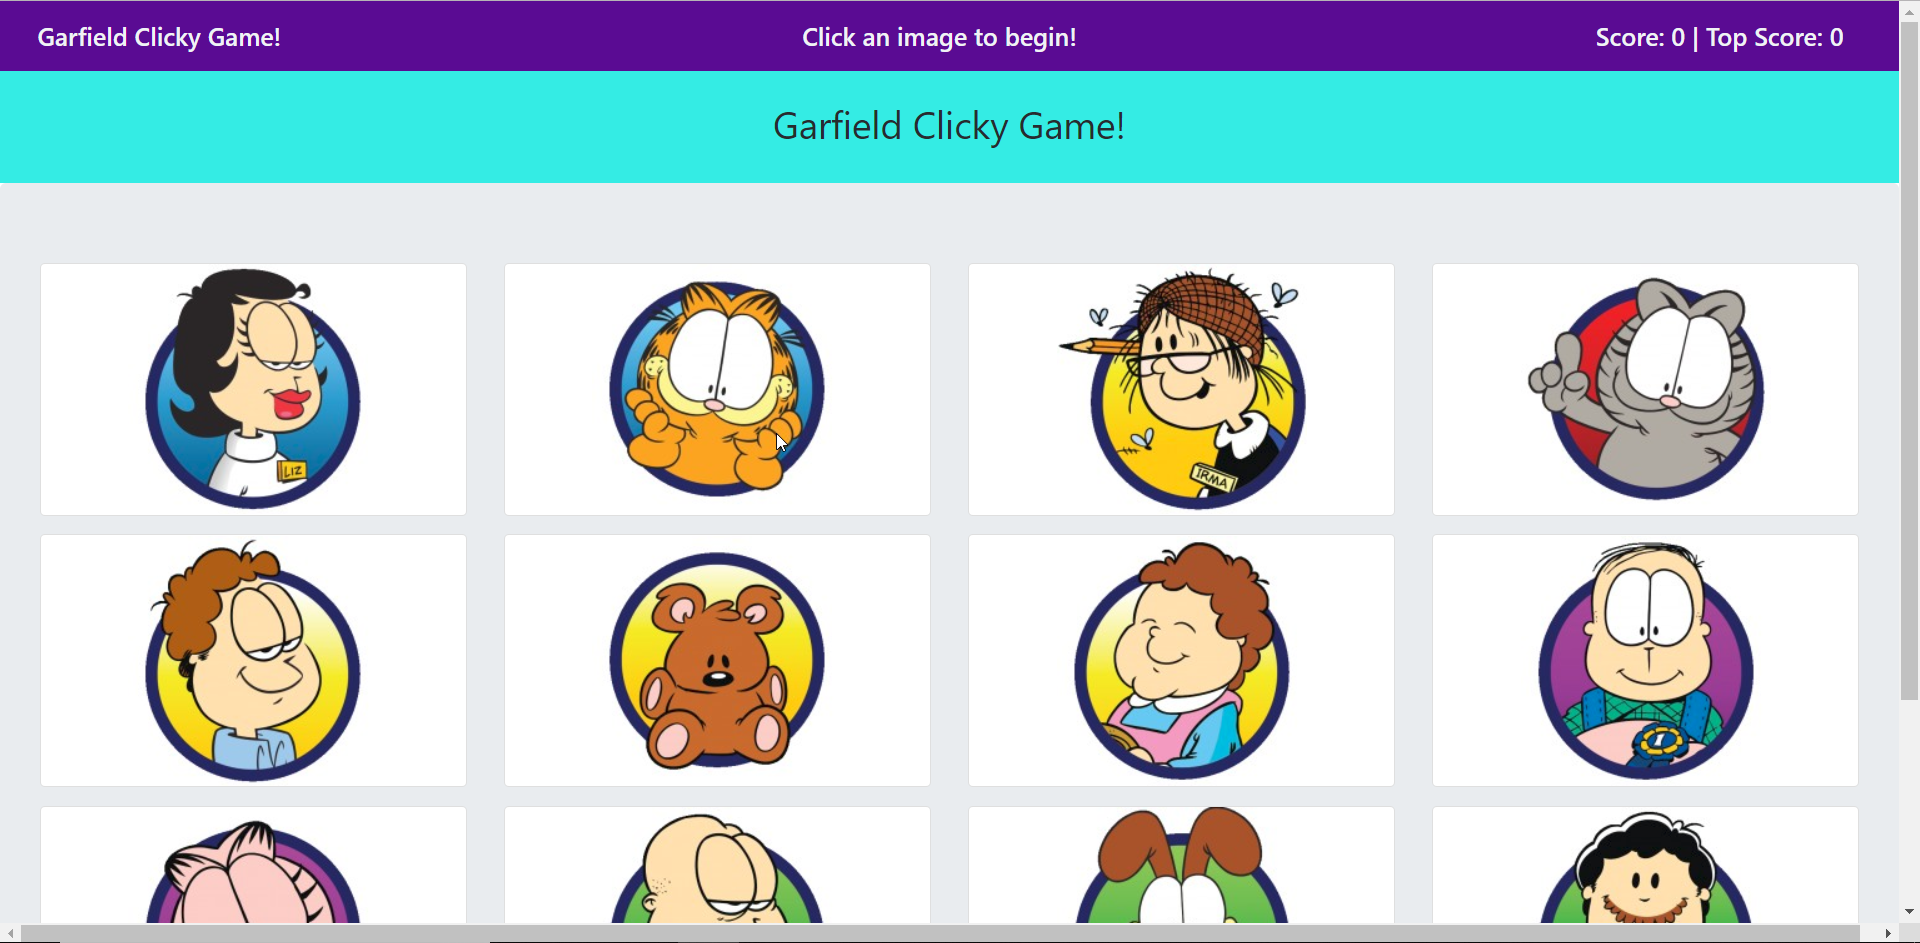 Garfield Clicky Game!
Click an image to begin!
Score: 0 | Top Score: 0
Garfield Clicky Game!
LIZ
IRMA
1